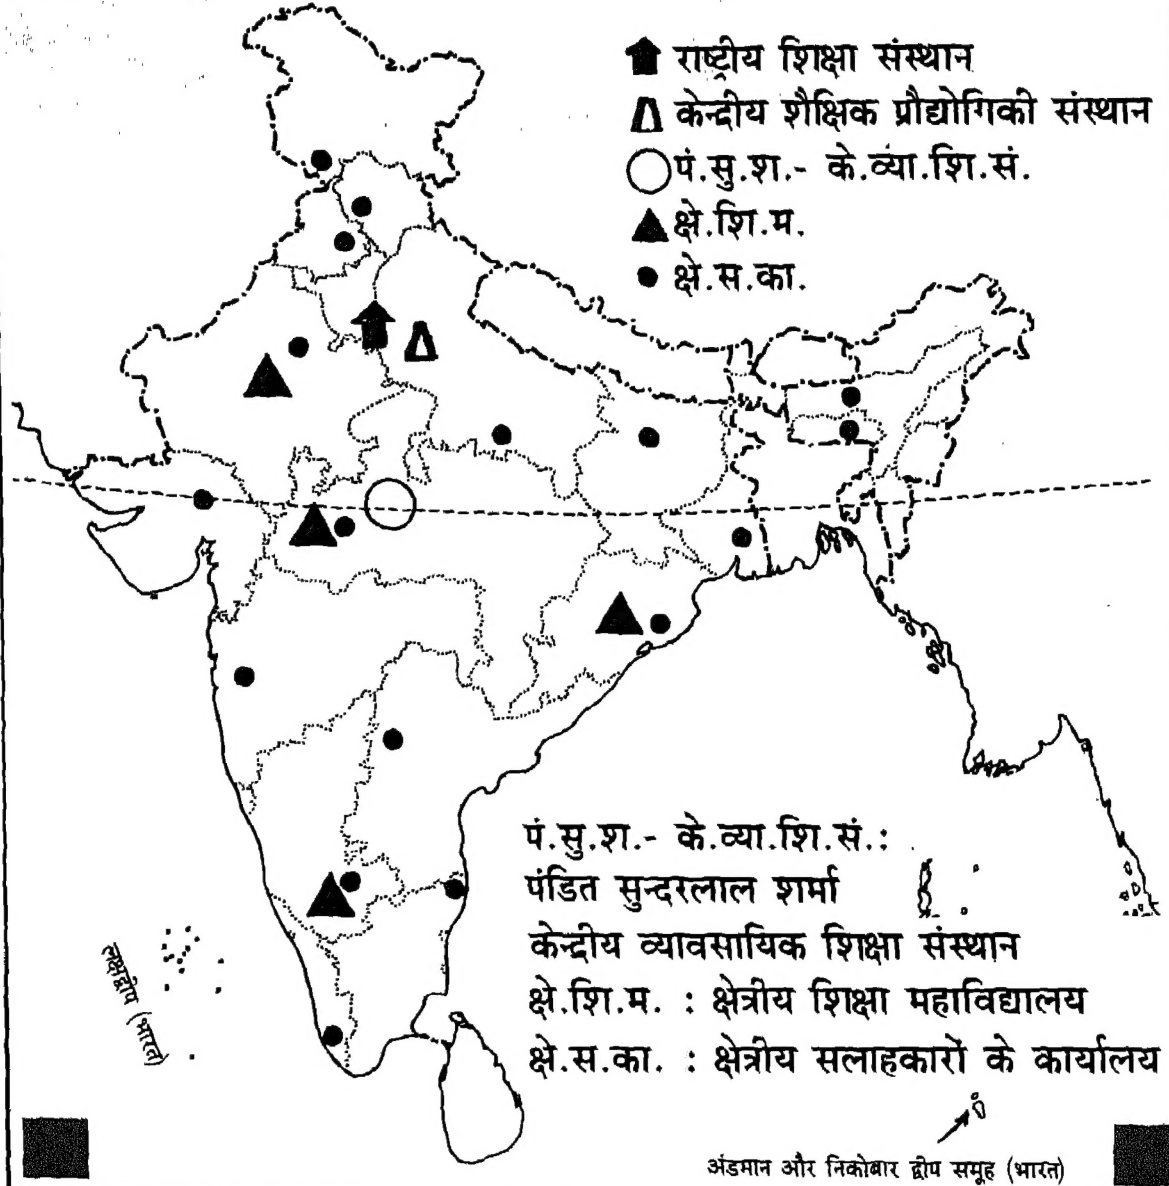 राष्ट्रीय शिक्षा संस्थान
केन्द्रीय शैक्षिक प्रौद्योगिकी संस्थान
पं.सु.श.- के.व्या.शि.सं.
क्षे.शि.म.
क्षे.स.का.
पं.सु.श.- के.व्या.शि.सं.:
पंडित सुन्दरलाल शर्मा
केन्द्रीय व्यावसायिक शिक्षा संस्थान
क्षे.शि.म. : क्षेत्रीय शिक्षा महाविद्यालय
क्षे.स.का. : क्षेत्रीय सलाहकारों के कार्यालय
लक्षद्वीप (भारत)
अंडमान और निकोबार द्वीप समूह (भारत)